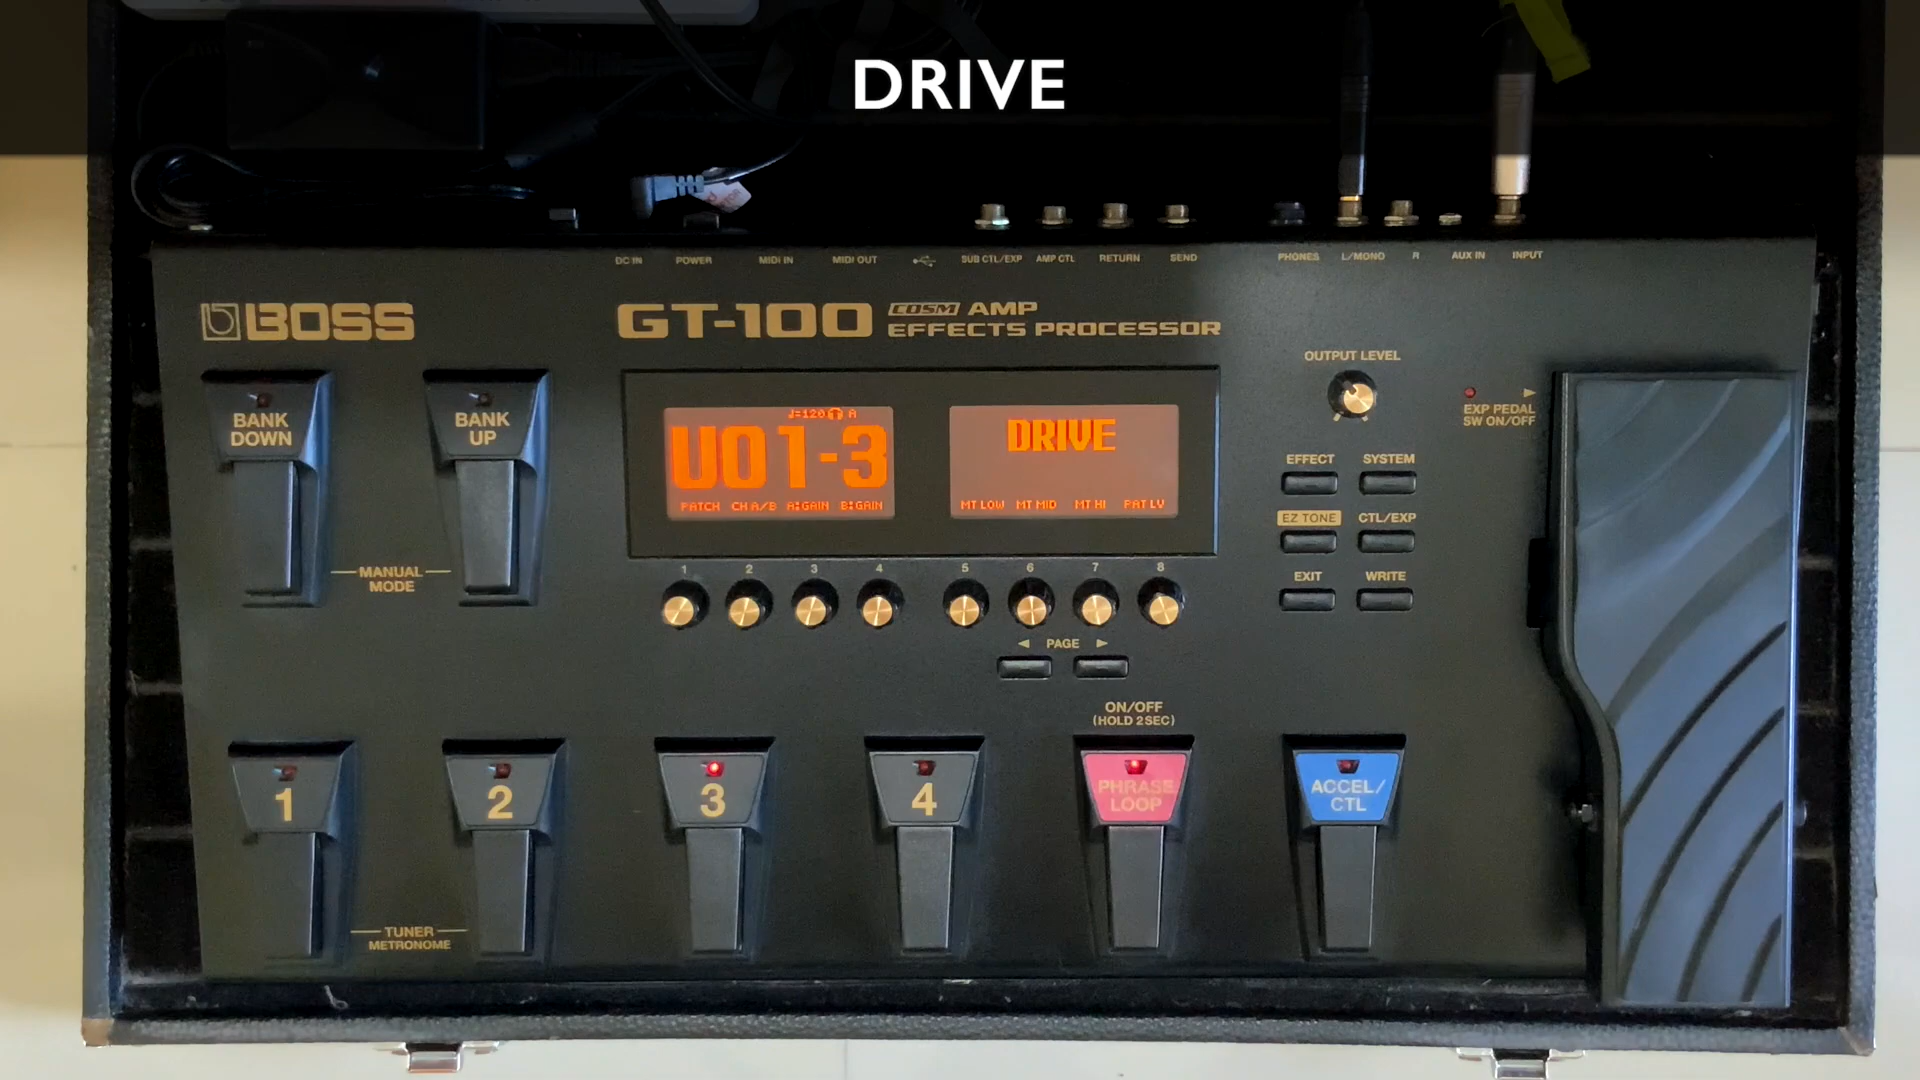 DRIVE
DC IN POWER MIDI IN MIDI OUT SUB CTL/EXP AMP CTL RETURN SEND PHONES L/MONO R AUX IN INPUT
BOSS
GT-100 COSM AMP
EFFECTS PROCESSOR
OUTPUT LEVEL
EXP PEDAL
SW ON/OFF
BANK
DOWN
BANK
UP
♩=120 A
U01-3
PATCH CH A/B A:GAIN B:GAIN
DRIVE
MT LOW MT MID MT HI PAT LV
EFFECT SYSTEM
EZ TONE CTL/EXP
EXIT WRITE
MANUAL
MODE
1 2 3 4 5 6 7 8
◄ PAGE ►
ON/OFF
(HOLD 2SEC)
1
2
3
4
PHRASE
LOOP
ACCEL/
CTL
TUNER
METRONOME